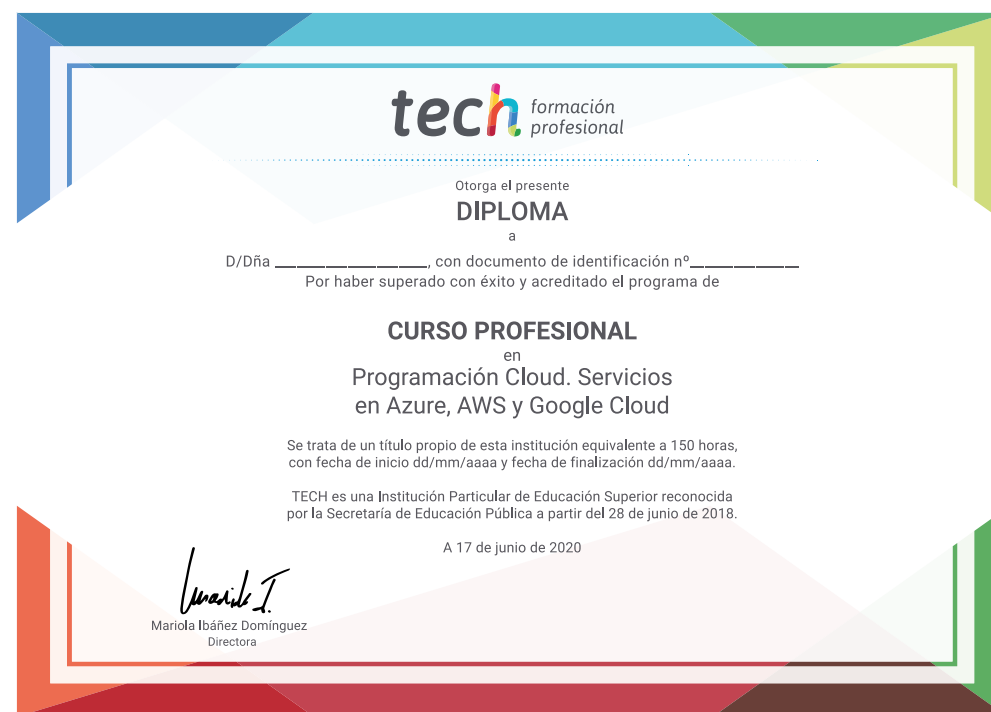 tech formación
profesional
Otorga el presente
DIPLOMA
a
D/Dña ____________________, con documento de identificación nº______________
Por haber superado con éxito y acreditado el programa de
CURSO PROFESIONAL
en
Programación Cloud. Servicios
en Azure, AWS y Google Cloud
Se trata de un título propio de esta institución equivalente a 150 horas,
con fecha de inicio dd/mm/aaaa y fecha de finalización dd/mm/aaaa.
TECH es una Institución Particular de Educación Superior reconocida
por la Secretaría de Educación Pública a partir del 28 de junio de 2018.
A 17 de junio de 2020
Mariola Ibáñez Domínguez
Directora